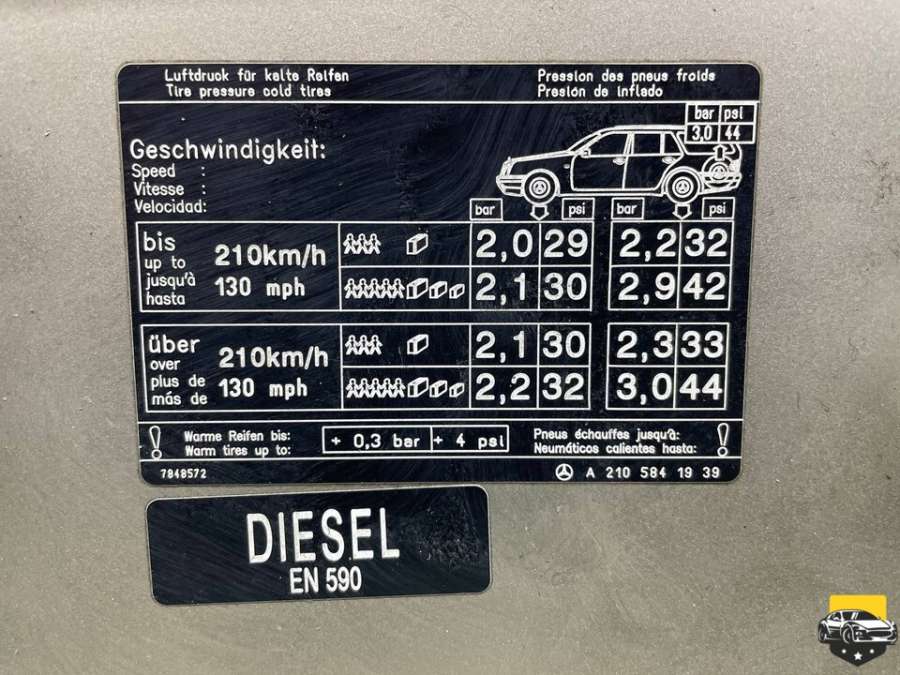 Luftdruck für kalte Reifen
Tire pressure cold tires
Pression des pneus froids
Presión de inflado
bar psi
3.0 44
Geschwindigkeit:
Speed :
Vitesse :
Velocidad:
bar psi bar psi
bis
up to
jusqu'à
hasta
210km/h
130 mph
2,0 29 2,2 32
2,1 30 2,9 42
über
over
plus de
más de
210km/h
130 mph
2,1 30 2,3 33
2,2 32 3,0 44
! Warme Reifen bis:
Warm tires up to:
+ 0,3 bar + 4 psi
Pneus échauffes jusqu'à: !
Neumáticos calientes hasta:
7848572
A 210 584 19 39
DIESEL
EN 590